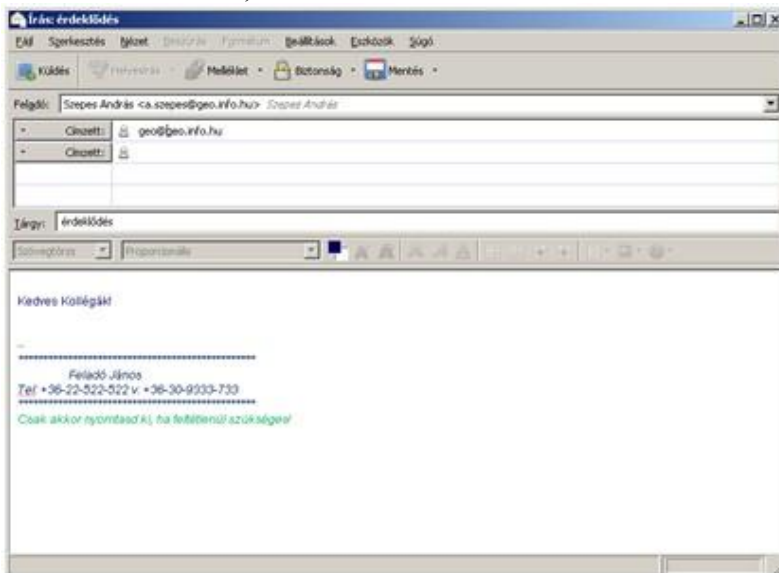 Írás: érdeklődés
Fájl Szerkesztés Nézet Beszúrás Formátum Beállítások Eszközök Súgó
Küldés Helyesírás Melléklet Biztonság Mentés
Feladó: Szepes András <a.szepes@geo.info.hu> Szepes András
Címzett: geo@geo.info.hu
Címzett:
Tárgy: érdeklődés
Szövegtörzs Proporcionális
Kedves Kollégák!
--
Feladó János
Tel: +36-22-522-522 v. +36-30-9333-733
Csak akkor nyomtasd ki, ha feltétlenül szükséges!